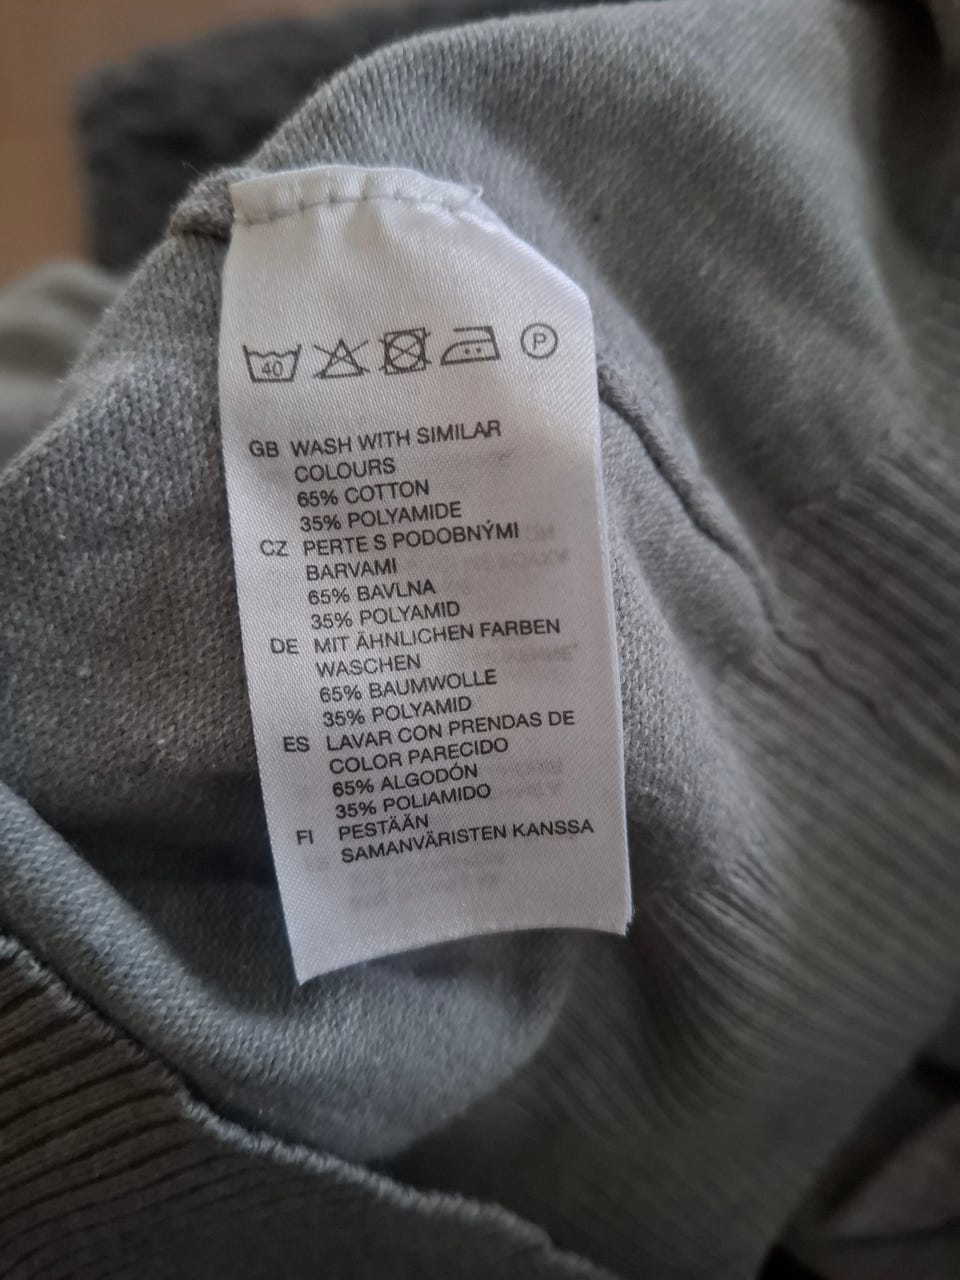 40 P
GB WASH WITH SIMILAR
COLOURS
65% COTTON
35% POLYAMIDE
CZ PERTE S PODOBNÝMI
BARVAMI
65% BAVLNA
35% POLYAMID
DE MIT ÄHNLICHEN FARBEN
WASCHEN
65% BAUMWOLLE
35% POLYAMID
ES LAVAR CON PRENDAS DE
COLOR PARECIDO
65% ALGODÓN
35% POLIAMIDO
FI PESTÄÄN
SAMANVÄRISTEN KANSSA